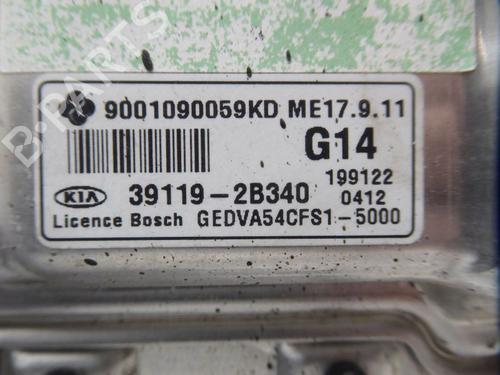 9001090059KD ME17.9.11
G14
199122
KIA 39119-2B340 0412
Licence Bosch GEDVA54CFS1-5000
B-PARTS